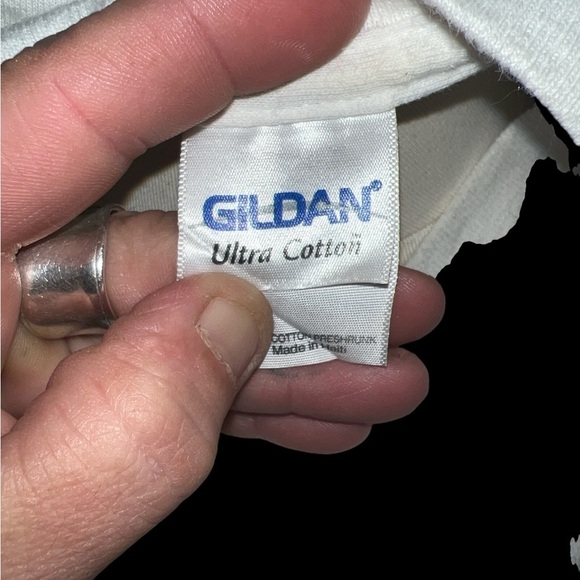 GILDAN®
Ultra Cotton
COTTON PRESHRUNK
Made in Haiti